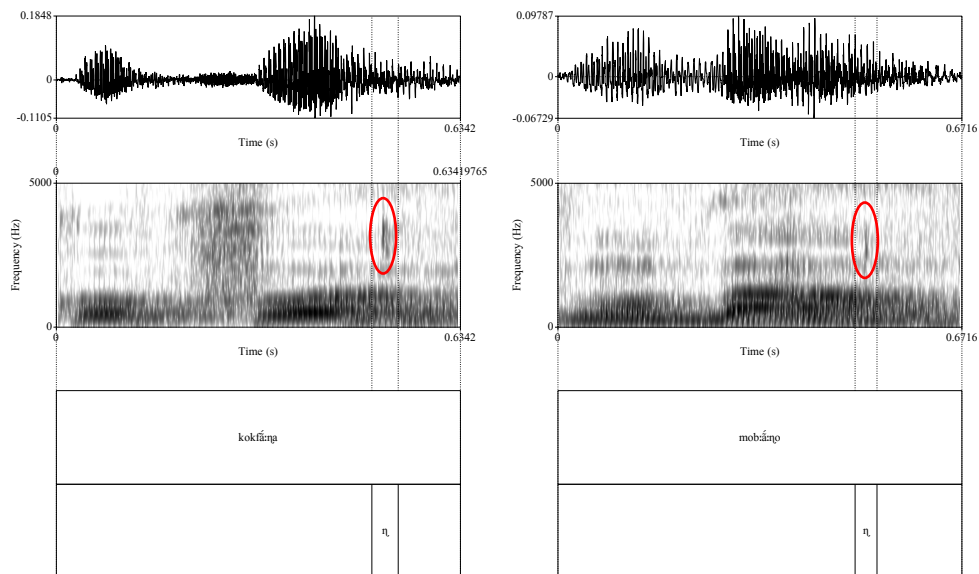 0.1848
0
-0.1105
0
0.6342
Time (s)
0
0.63419765
5000
Frequency (Hz)
0
0
0.6342
Time (s)
kokfã́ːɳa
ɳ
0.09787
0
-0.06729
0
0.6716
Time (s)
5000
Frequency (Hz)
0
0
0.6716
Time (s)
mobːã́ːɳo
ɳ